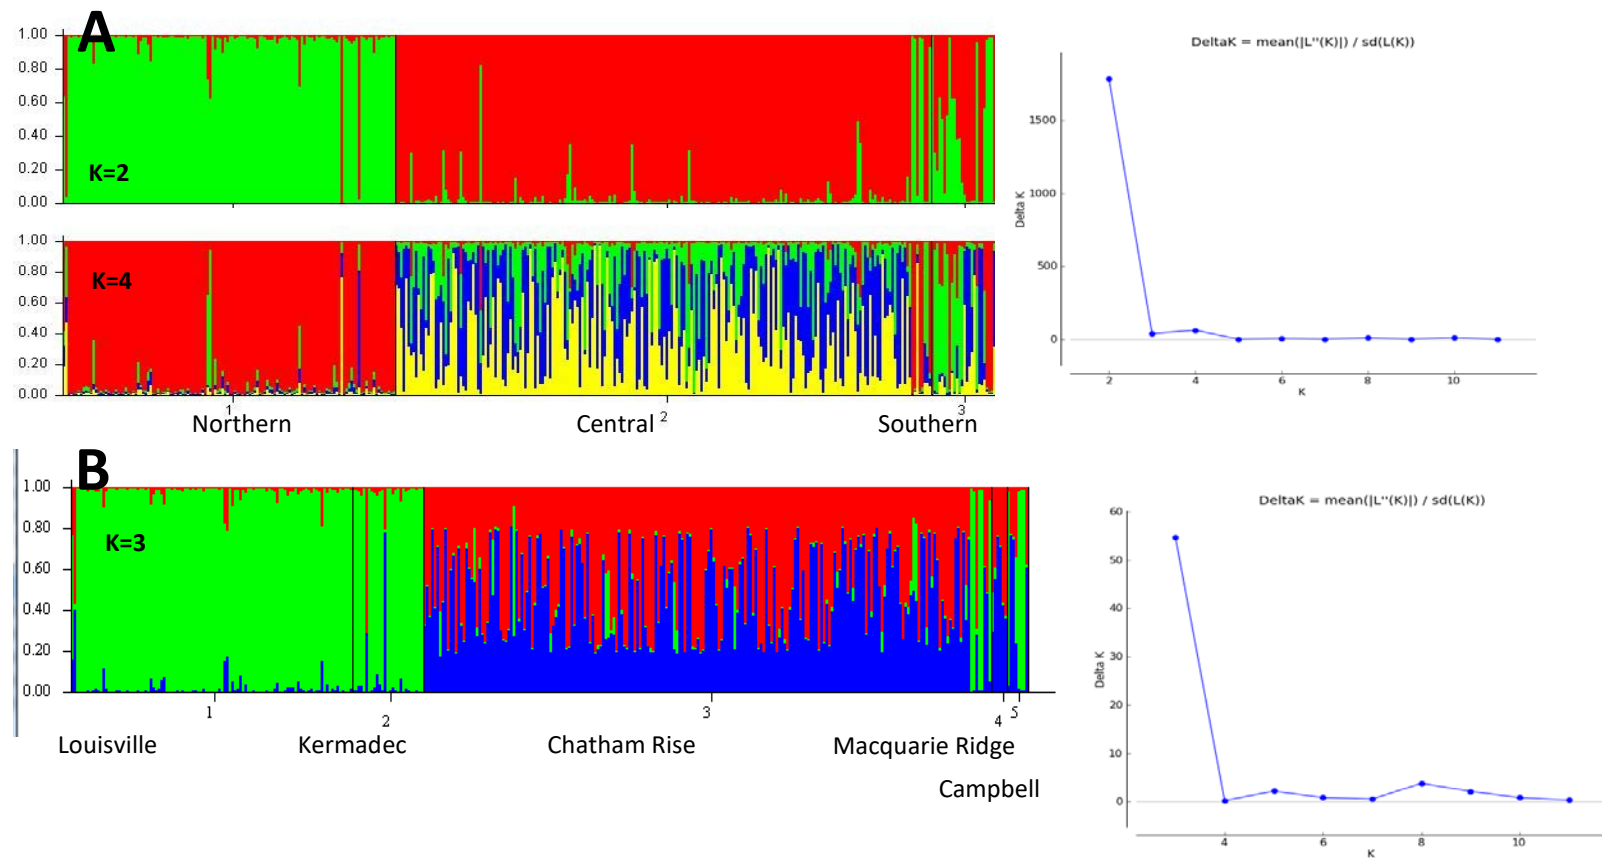 A
1.00
0.80
0.60
0.40
0.20
0.00
K=2
1.00
0.80
0.60
0.40
0.20
0.00
K=4
1
2
3
Northern
Central
Southern
DeltaK = mean(|L''(K)|) / sd(L(K))
Delta K
1500
1000
500
0
2
4
6
8
10
K
B
1.00
0.80
0.60
0.40
0.20
0.00
K=3
1
2
3
4
5
Louisville
Kermadec
Chatham Rise
Macquarie Ridge
Campbell
DeltaK = mean(|L''(K)|) / sd(L(K))
Delta K
60
50
40
30
20
10
0
4
6
8
10
K